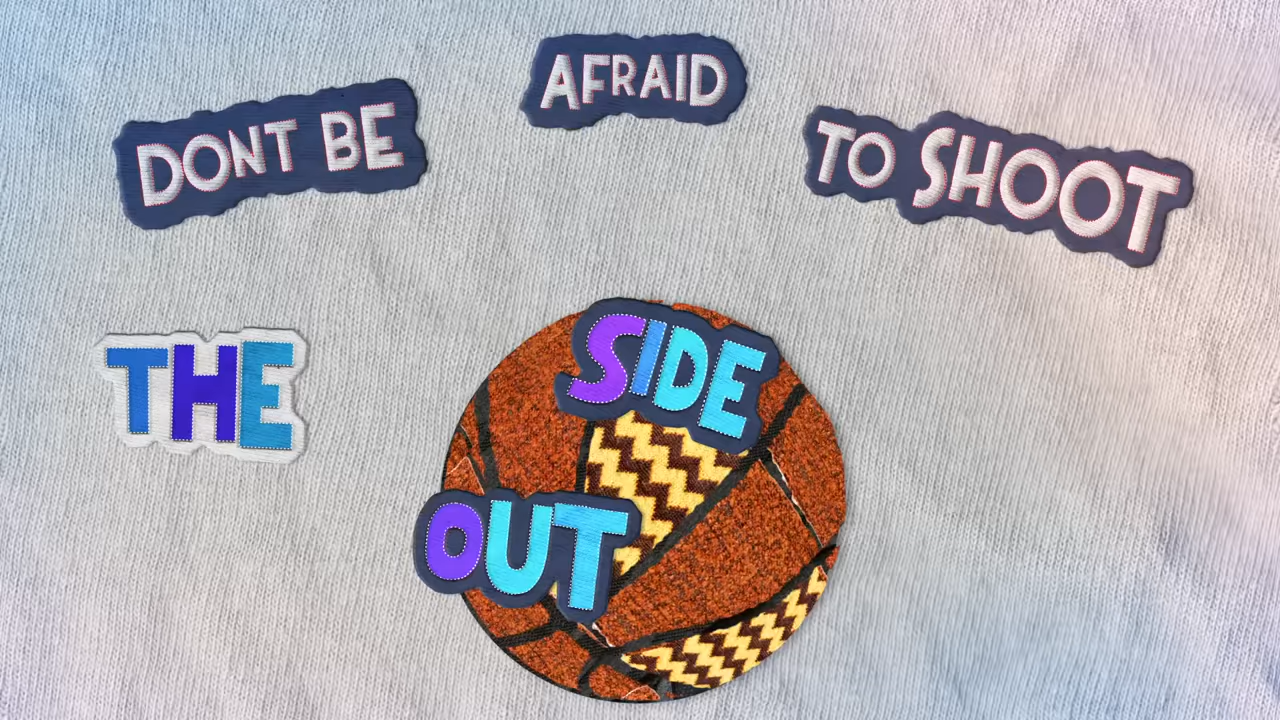 DONT BE
AFRAID
TO SHOOT
THE
SIDE
OUT